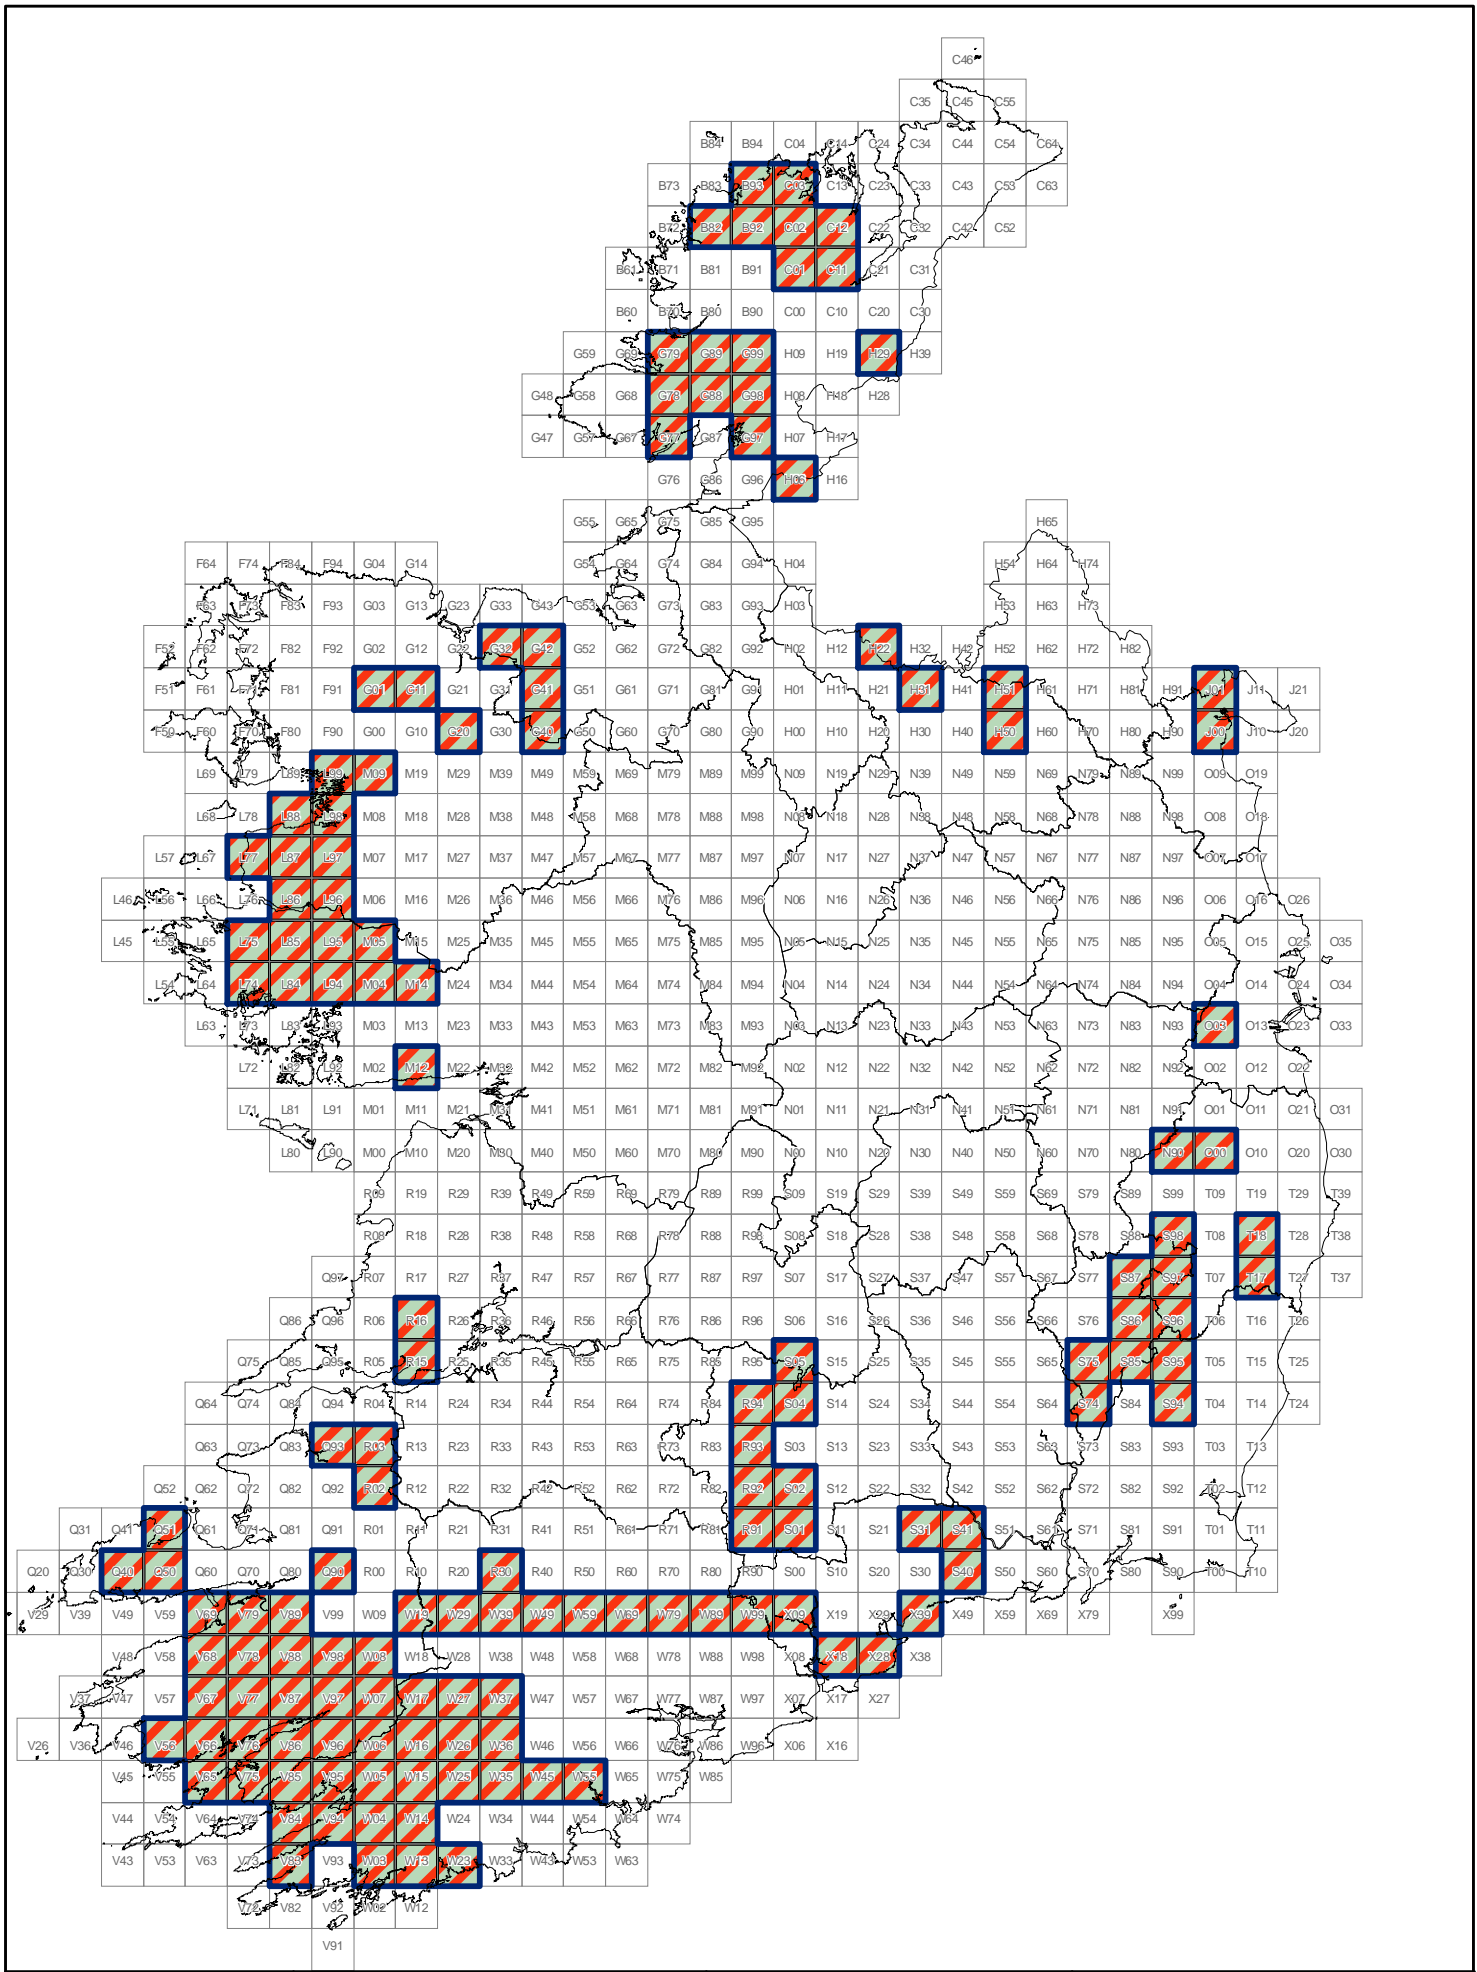 C46
C35 C45 C55
B84 B94 C04 C14 C24 C34 C44 C54 C64
B73 B83 B93 C03 C13 C23 C33 C43 C53 C63
B72 B82 B92 C02 C12 C22 C32 C42 C52
B61 B71 B81 B91 C01 C11 C21 C31
B60 B70 B80 B90 C00 C10 C20 C30
G59 G69 G79 G89 G99 H09 H19 H29 H39
G48 G58 G68 G78 G88 G98 H08 H18 H28
G47 G57 G67 G77 G87 G97 H07 H17
G76 G86 G96 H06 H16
G55 G65 G75 G85 G95 H65
F64 F74 F84 F94 G04 G14 G54 G64 G74 G84 G94 H04 H54 H64 H74
F63 F73 F83 F93 G03 G13 G23 G33 G43 G53 G63 G73 G83 G93 H03 H53 H63 H73
F52 F62 F72 F82 F92 G02 G12 G22 G32 G42 G52 G62 G72 G82 G92 H02 H12 H22 H32 H42 H52 H62 H72 H82
F51 F61 F71 F81 F91 G01 G11 G21 G31 G41 G51 G61 G71 G81 G91 H01 H11 H21 H31 H41 H51 H61 H71 H81 H91 J01 J11 J21
F50 F60 F70 F80 F90 G00 G10 G20 G30 G40 G50 G60 G70 G80 G90 H00 H10 H20 H30 H40 H50 H60 H70 H80 H90 J00 J10 J20
L69 L79 L89 L99 M09 M19 M29 M39 M49 M59 M69 M79 M89 M99 N09 N19 N29 N39 N49 N59 N69 N79 N89 N99 O09 O19
L68 L78 L88 L98 M08 M18 M28 M38 M48 M58 M68 M78 M88 M98 N08 N18 N28 N38 N48 N58 N68 N78 N88 N98 O08 O18
L57 L67 L77 L87 L97 M07 M17 M27 M37 M47 M57 M67 M77 M87 M97 N07 N17 N27 N37 N47 N57 N67 N77 N87 N97 O07 O17
L46 L56 L66 L76 L86 L96 M06 M16 M26 M36 M46 M56 M66 M76 M86 M96 N06 N16 N26 N36 N46 N56 N66 N76 N86 N96 O06 O16 O26
L45 L55 L65 L75 L85 L95 M05 M15 M25 M35 M45 M55 M65 M75 M85 M95 N05 N15 N25 N35 N45 N55 N65 N75 N85 N95 O05 O15 O25 O35
L54 L64 L74 L84 L94 M04 M14 M24 M34 M44 M54 M64 M74 M84 M94 N04 N14 N24 N34 N44 N54 N64 N74 N84 N94 O04 O14 O24 O34
L63 L73 L83 L93 M03 M13 M23 M33 M43 M53 M63 M73 M83 M93 N03 N13 N23 N33 N43 N53 N63 N73 N83 N93 O03 O13 O23 O33
L72 L82 L92 M02 M12 M22 M32 M42 M52 M62 M72 M82 M92 N02 N12 N22 N32 N42 N52 N62 N72 N82 N92 O02 O12 O22
L71 L81 L91 M01 M11 M21 M31 M41 M51 M61 M71 M81 M91 N01 N11 N21 N31 N41 N51 N61 N71 N81 N91 O01 O11 O21 O31
L80 L90 M00 M10 M20 M30 M40 M50 M60 M70 M80 M90 N00 N10 N20 N30 N40 N50 N60 N70 N80 N90 O00 O10 O20 O30
R09 R19 R29 R39 R49 R59 R69 R79 R89 R99 S09 S19 S29 S39 S49 S59 S69 S79 S89 S99 T09 T19 T29 T39
R08 R18 R28 R38 R48 R58 R68 R78 R88 R98 S08 S18 S28 S38 S48 S58 S68 S78 S88 S98 T08 T18 T28 T38
Q97 R07 R17 R27 R37 R47 R57 R67 R77 R87 R97 S07 S17 S27 S37 S47 S57 S67 S77 S87 S97 T07 T17 T27 T37
Q86 Q96 R06 R16 R26 R36 R46 R56 R66 R76 R86 R96 S06 S16 S26 S36 S46 S56 S66 S76 S86 S96 T06 T16 T26
Q75 Q85 Q95 R05 R15 R25 R35 R45 R55 R65 R75 R85 R95 S05 S15 S25 S35 S45 S55 S65 S75 S85 S95 T05 T15 T25
Q64 Q74 Q84 Q94 R04 R14 R24 R34 R44 R54 R64 R74 R84 R94 S04 S14 S24 S34 S44 S54 S64 S74 S84 S94 T04 T14 T24
Q63 Q73 Q83 Q93 R03 R13 R23 R33 R43 R53 R63 R73 R83 R93 S03 S13 S23 S33 S43 S53 S63 S73 S83 S93 T03 T13
Q52 Q62 Q72 Q82 Q92 R02 R12 R22 R32 R42 R52 R62 R72 R82 R92 S02 S12 S22 S32 S42 S52 S62 S72 S82 S92 T02 T12
Q31 Q41 Q51 Q61 Q71 Q81 Q91 R01 R11 R21 R31 R41 R51 R61 R71 R81 R91 S01 S11 S21 S31 S41 S51 S61 S71 S81 S91 T01 T11
Q20 Q30 Q40 Q50 Q60 Q70 Q80 Q90 R00 R10 R20 R30 R40 R50 R60 R70 R80 R90 S00 S10 S20 S30 S40 S50 S60 S70 S80 S90 T00 T10
V29 V39 V49 V59 V69 V79 V89 V99 W09 W19 W29 W39 W49 W59 W69 W79 W89 W99 X09 X19 X29 X39 X49 X59 X69 X79 X99
V48 V58 V68 V78 V88 V98 W08 W18 W28 W38 W48 W58 W68 W78 W88 W98 X08 X18 X28 X38
V37 V47 V57 V67 V77 V87 V97 W07 W17 W27 W37 W47 W57 W67 W77 W87 W97 X07 X17 X27
V26 V36 V46 V56 V66 V76 V86 V96 W06 W16 W26 W36 W46 W56 W66 W76 W86 W96 X06 X16
V45 V55 V65 V75 V85 V95 W05 W15 W25 W35 W45 W55 W65 W75 W85
V44 V54 V64 V74 V84 V94 W04 W14 W24 W34 W44 W54 W64 W74
V43 V53 V63 V73 V83 V93 W03 W13 W23 W33 W43 W53 W63
V72 V82 V92 W02 W12
V91